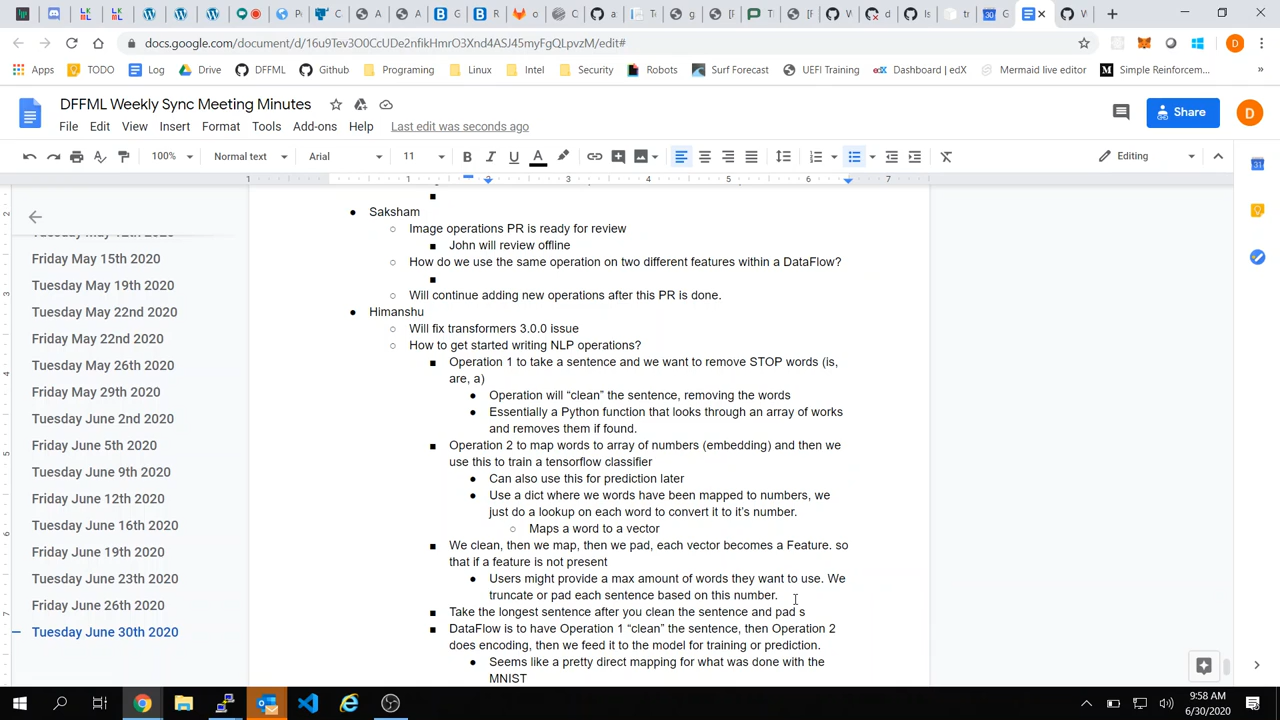 docs.google.com/document/d/16u9Tev3O0CcUDe2nfikHmrO3Xnd4ASJ45myFgQLpvzM/edit#
Apps TODO Log Drive DFFML Github Programing Linux Intel Security Robots Surf Forecast UEFI Training Dashboard | edX Mermaid live editor Simple Reinforcem...
DFFML Weekly Sync Meeting Minutes
Share
File Edit View Insert Format Tools Add-ons Help Last edit was seconds ago
100% Normal text Arial 11 Editing
1 1 2 3 4 5 6 7
Tuesday May 12th 2020
Friday May 15th 2020
Tuesday May 19th 2020
Tuesday May 22nd 2020
Friday May 22nd 2020
Tuesday May 26th 2020
Friday May 29th 2020
Tuesday June 2nd 2020
Friday June 5th 2020
Tuesday June 9th 2020
Friday June 12th 2020
Tuesday June 16th 2020
Friday June 19th 2020
Tuesday June 23rd 2020
Friday June 26th 2020
Tuesday June 30th 2020
Saksham
Image operations PR is ready for review
John will review offline
How do we use the same operation on two different features within a DataFlow?
Will continue adding new operations after this PR is done.
Himanshu
Will fix transformers 3.0.0 issue
How to get started writing NLP operations?
Operation 1 to take a sentence and we want to remove STOP words (is,
are, a)
Operation will “clean” the sentence, removing the words
Essentially a Python function that looks through an array of works
and removes them if found.
Operation 2 to map words to array of numbers (embedding) and then we
use this to train a tensorflow classifier
Can also use this for prediction later
Use a dict where we words have been mapped to numbers, we
just do a lookup on each word to convert it to it’s number.
Maps a word to a vector
We clean, then we map, then we pad, each vector becomes a Feature. so
that if a feature is not present
Users might provide a max amount of words they want to use. We
truncate or pad each sentence based on this number.
Take the longest sentence after you clean the sentence and pad s
DataFlow is to have Operation 1 “clean” the sentence, then Operation 2
does encoding, then we feed it to the model for training or prediction.
Seems like a pretty direct mapping for what was done with the
MNIST
9:58 AM
6/30/2020